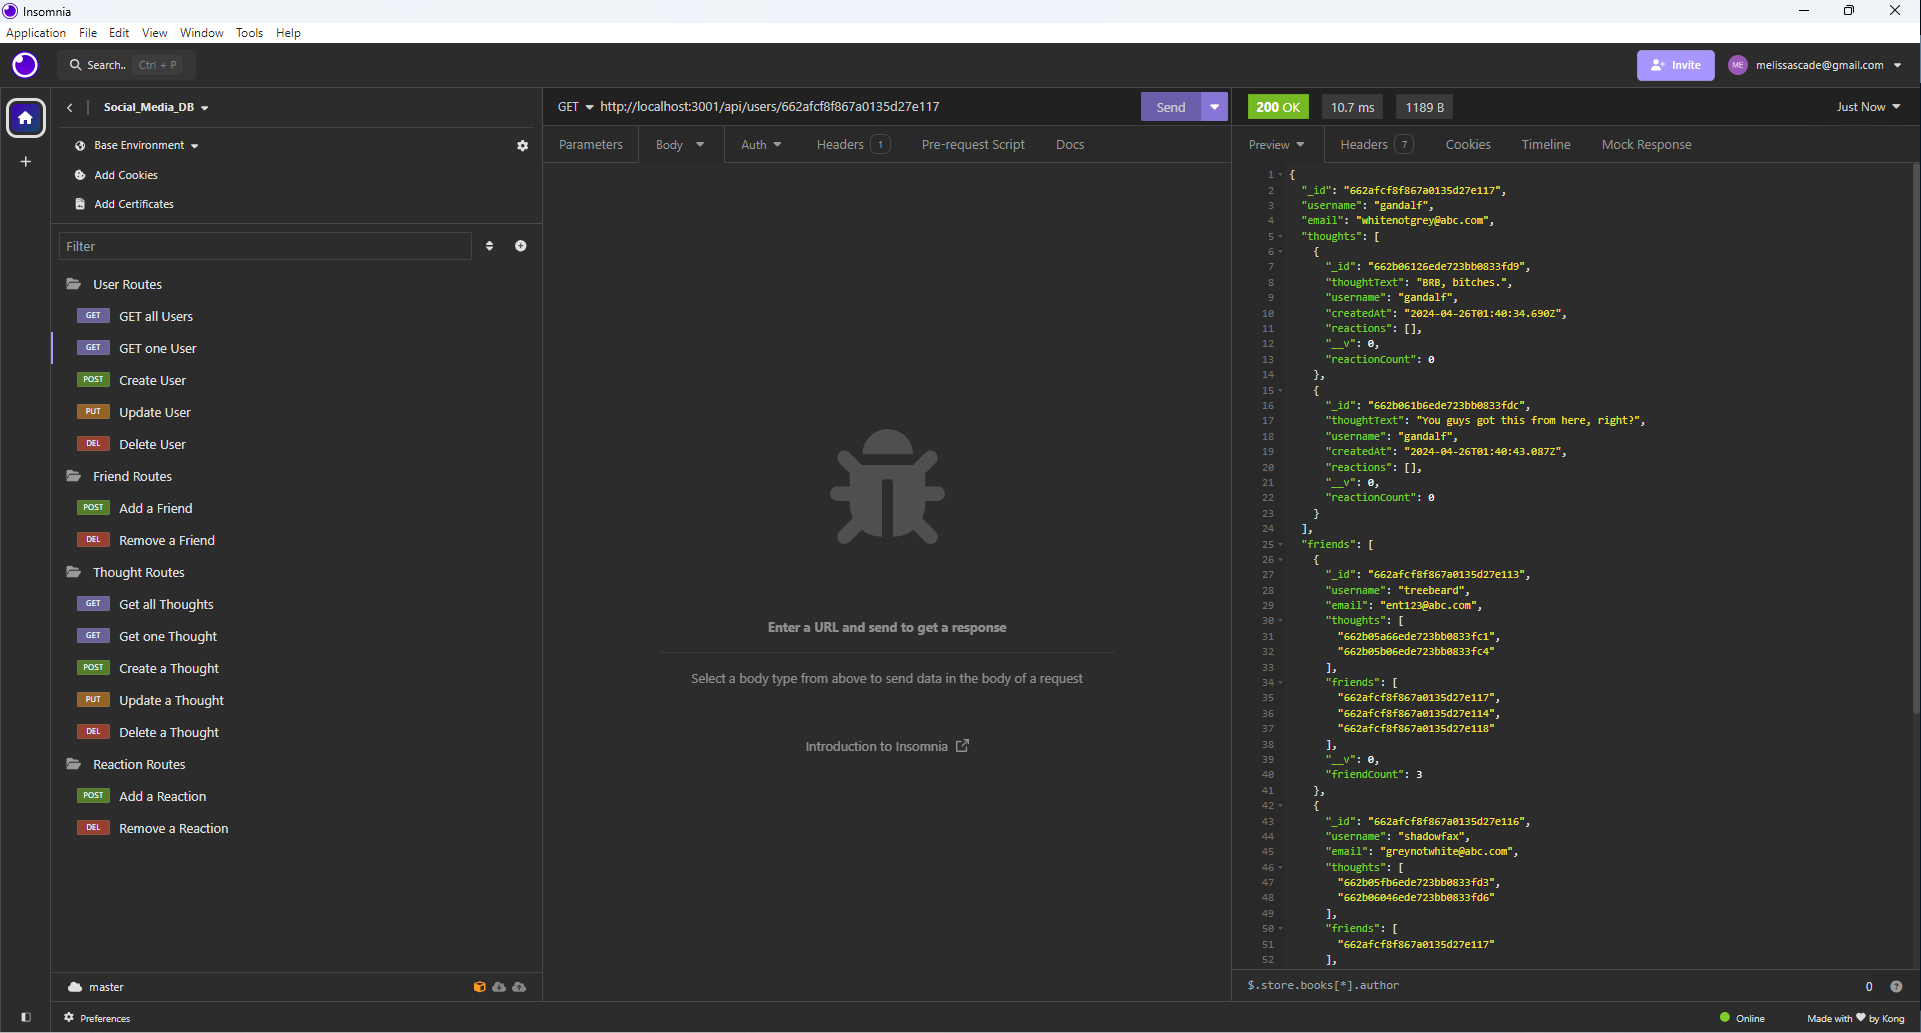 Insomnia
Application File Edit View Window Tools Help
Search.. Ctrl + P
Invite
ME melissascade@gmail.com
Social_Media_DB
Base Environment
Add Cookies
Add Certificates
Filter
User Routes
GET GET all Users
GET GET one User
POST Create User
PUT Update User
DEL Delete User
Friend Routes
POST Add a Friend
DEL Remove a Friend
Thought Routes
GET Get all Thoughts
GET Get one Thought
POST Create a Thought
PUT Update a Thought
DEL Delete a Thought
Reaction Routes
POST Add a Reaction
DEL Remove a Reaction
master
Preferences
GET http://localhost:3001/api/users/662afcf8f867a0135d27e117
Send
Parameters Body Auth Headers 1 Pre-request Script Docs
Enter a URL and send to get a response
Select a body type from above to send data in the body of a request
Introduction to Insomnia
200 OK 10.7 ms 1189 B Just Now
Preview Headers 7 Cookies Timeline Mock Response
1 {
2 "_id": "662afcf8f867a0135d27e117",
3 "username": "gandalf",
4 "email": "whitenotgrey@abc.com",
5 "thoughts": [
6 {
7 "_id": "662b06126ede723bb0833fd9",
8 "thoughtText": "BRB, bitches.",
9 "username": "gandalf",
10 "createdAt": "2024-04-26T01:40:34.690Z",
11 "reactions": [],
12 "__v": 0,
13 "reactionCount": 0
14 },
15 {
16 "_id": "662b061b6ede723bb0833fdc",
17 "thoughtText": "You guys got this from here, right?",
18 "username": "gandalf",
19 "createdAt": "2024-04-26T01:40:43.087Z",
20 "reactions": [],
21 "__v": 0,
22 "reactionCount": 0
23 }
24 ],
25 "friends": [
26 {
27 "_id": "662afcf8f867a0135d27e113",
28 "username": "treebeard",
29 "email": "ent123@abc.com",
30 "thoughts": [
31 "662b05a66ede723bb0833fc1",
32 "662b05b06ede723bb0833fc4"
33 ],
34 "friends": [
35 "662afcf8f867a0135d27e117",
36 "662afcf8f867a0135d27e114",
37 "662afcf8f867a0135d27e118"
38 ],
39 "__v": 0,
40 "friendCount": 3
41 },
42 {
43 "_id": "662afcf8f867a0135d27e116",
44 "username": "shadowfax",
45 "email": "greynotwhite@abc.com",
46 "thoughts": [
47 "662b05fb6ede723bb0833fd3",
48 "662b06046ede723bb0833fd6"
49 ],
50 "friends": [
51 "662afcf8f867a0135d27e117"
52 ],
$.store.books[*].author 0
Online Made with ♥ by Kong